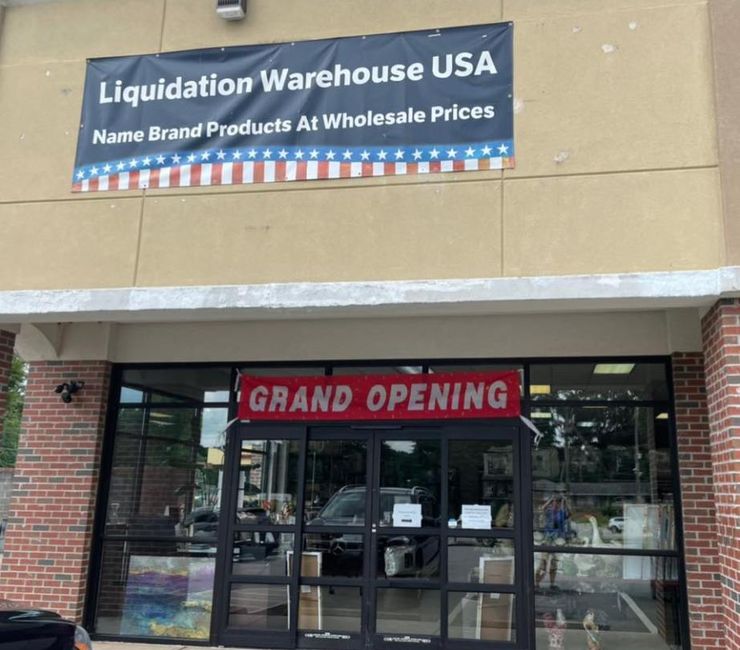 Liquidation Warehouse USA
Name Brand Products At Wholesale Prices
GRAND OPENING